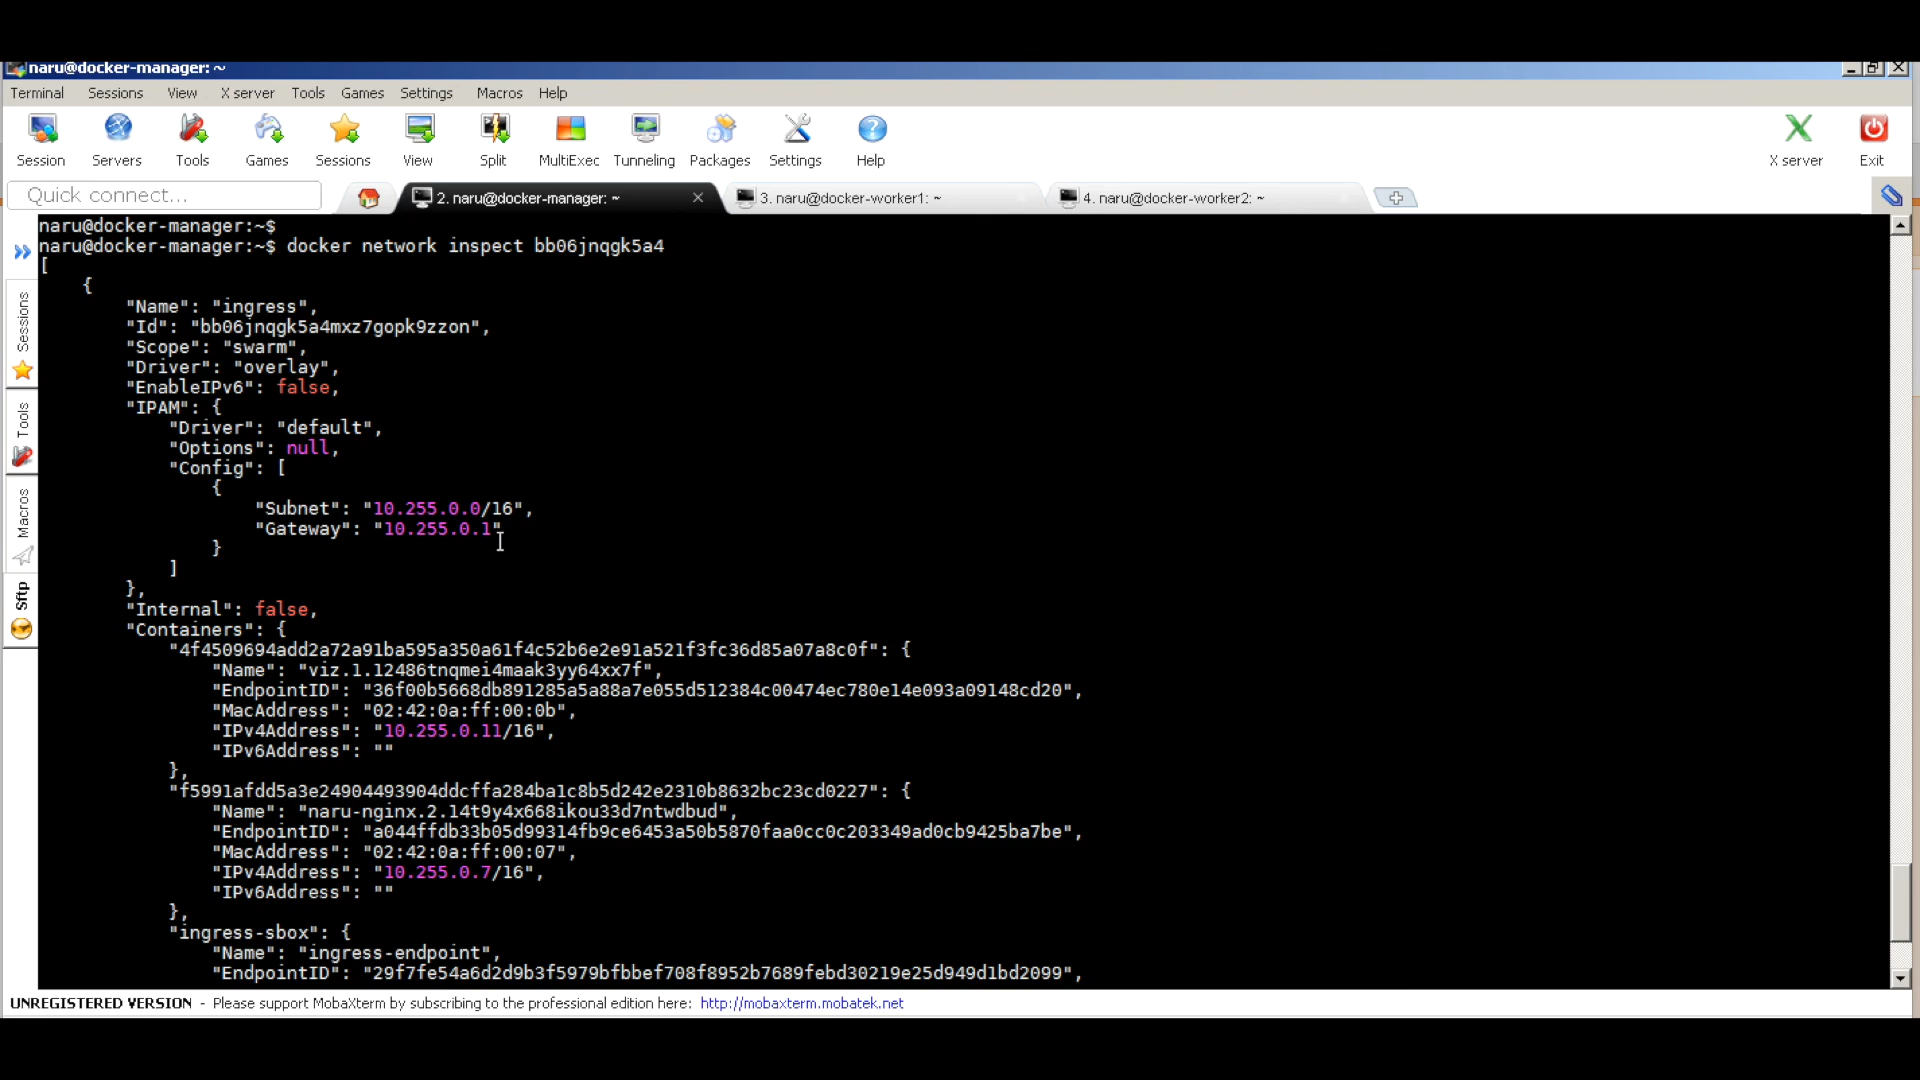 naru@docker-manager: ~
Terminal Sessions View X server Tools Games Settings Macros Help
Session Servers Tools Games Sessions View Split MultiExec Tunneling Packages Settings Help X server Exit
Quick connect... 2. naru@docker-manager: ~ 3. naru@docker-worker1: ~ 4. naru@docker-worker2: ~
Sessions
Tools
Macros
Sftp
naru@docker-manager:~$
naru@docker-manager:~$ docker network inspect bb06jnqgk5a4
[
    {
        "Name": "ingress",
        "Id": "bb06jnqgk5a4mxz7gopk9zzon",
        "Scope": "swarm",
        "Driver": "overlay",
        "EnableIPv6": false,
        "IPAM": {
            "Driver": "default",
            "Options": null,
            "Config": [
                {
                    "Subnet": "10.255.0.0/16",
                    "Gateway": "10.255.0.1"
                }
            ]
        },
        "Internal": false,
        "Containers": {
            "4f4509694add2a72a91ba595a350a61f4c52b6e2e91a521f3fc36d85a07a8c0f": {
                "Name": "viz.1.12486tnqmei4maak3yy64xx7f",
                "EndpointID": "36f00b5668db891285a5a88a7e055d512384c00474ec780e14e093a09148cd20",
                "MacAddress": "02:42:0a:ff:00:0b",
                "IPv4Address": "10.255.0.11/16",
                "IPv6Address": ""
            },
            "f5991afdd5a3e24904493904ddcffa284ba1c8b5d242e2310b8632bc23cd0227": {
                "Name": "naru-nginx.2.14t9y4x668ikou33d7ntwdbud",
                "EndpointID": "a044ffdb33b05d99314fb9ce6453a50b5870faa0cc0c203349ad0cb9425ba7be",
                "MacAddress": "02:42:0a:ff:00:07",
                "IPv4Address": "10.255.0.7/16",
                "IPv6Address": ""
            },
            "ingress-sbox": {
                "Name": "ingress-endpoint",
                "EndpointID": "29f7fe54a6d2d9b3f5979bfbbef708f8952b7689febd30219e25d949d1bd2099",
UNREGISTERED VERSION - Please support MobaXterm by subscribing to the professional edition here: http://mobaxterm.mobatek.net